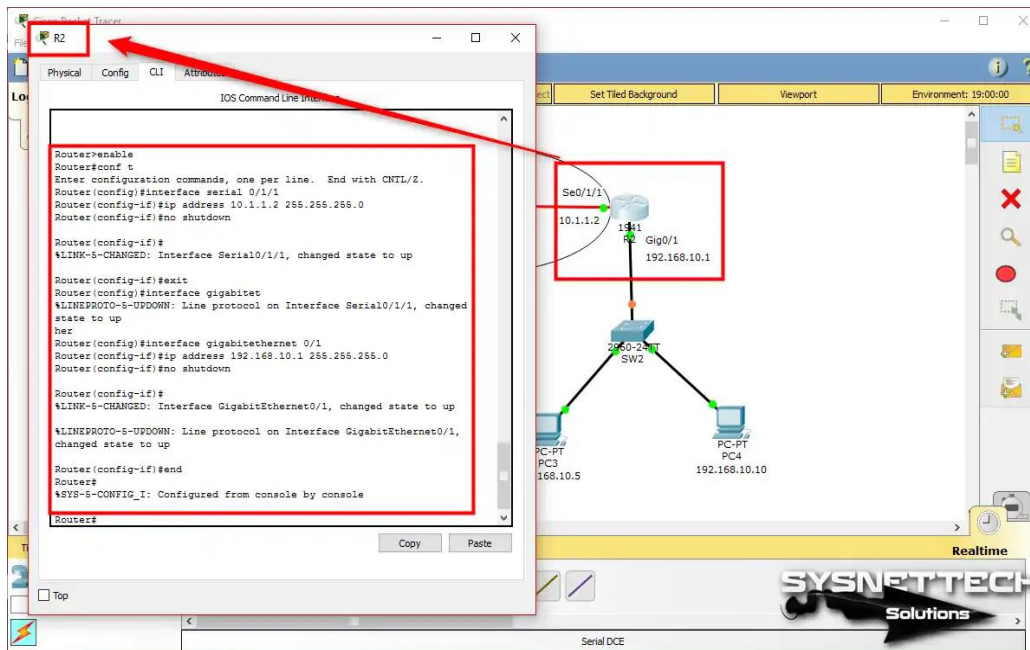 Cisco Packet Tracer
R2
Physical Config CLI Attributes
IOS Command Line Interface
Router>enable
Router#conf t
Enter configuration commands, one per line. End with CNTL/Z.
Router(config)#interface serial 0/1/1
Router(config-if)#ip address 10.1.1.2 255.255.255.0
Router(config-if)#no shutdown
Router(config-if)#
%LINK-5-CHANGED: Interface Serial0/1/1, changed state to up
Router(config-if)#exit
Router(config)#interface gigabitet
%LINEPROTO-5-UPDOWN: Line protocol on Interface Serial0/1/1, changed
state to up
her
Router(config)#interface gigabitethernet 0/1
Router(config-if)#ip address 192.168.10.1 255.255.255.0
Router(config-if)#no shutdown
Router(config-if)#
%LINK-5-CHANGED: Interface GigabitEthernet0/1, changed state to up
%LINEPROTO-5-UPDOWN: Line protocol on Interface GigabitEthernet0/1,
changed state to up
Router(config-if)#end
Router#
%SYS-5-CONFIG_I: Configured from console by console
Router#
Copy Paste
Top
Set Tiled Background Viewport Environment: 19:00:00
Se0/1/1
10.1.1.2
1941
R2
Gig0/1
192.168.10.1
2960-24TT
SW2
PC-PT
PC3
168.10.5
PC-PT
PC4
192.168.10.10
Realtime
SYSNETTECH
Solutions
Serial DCE